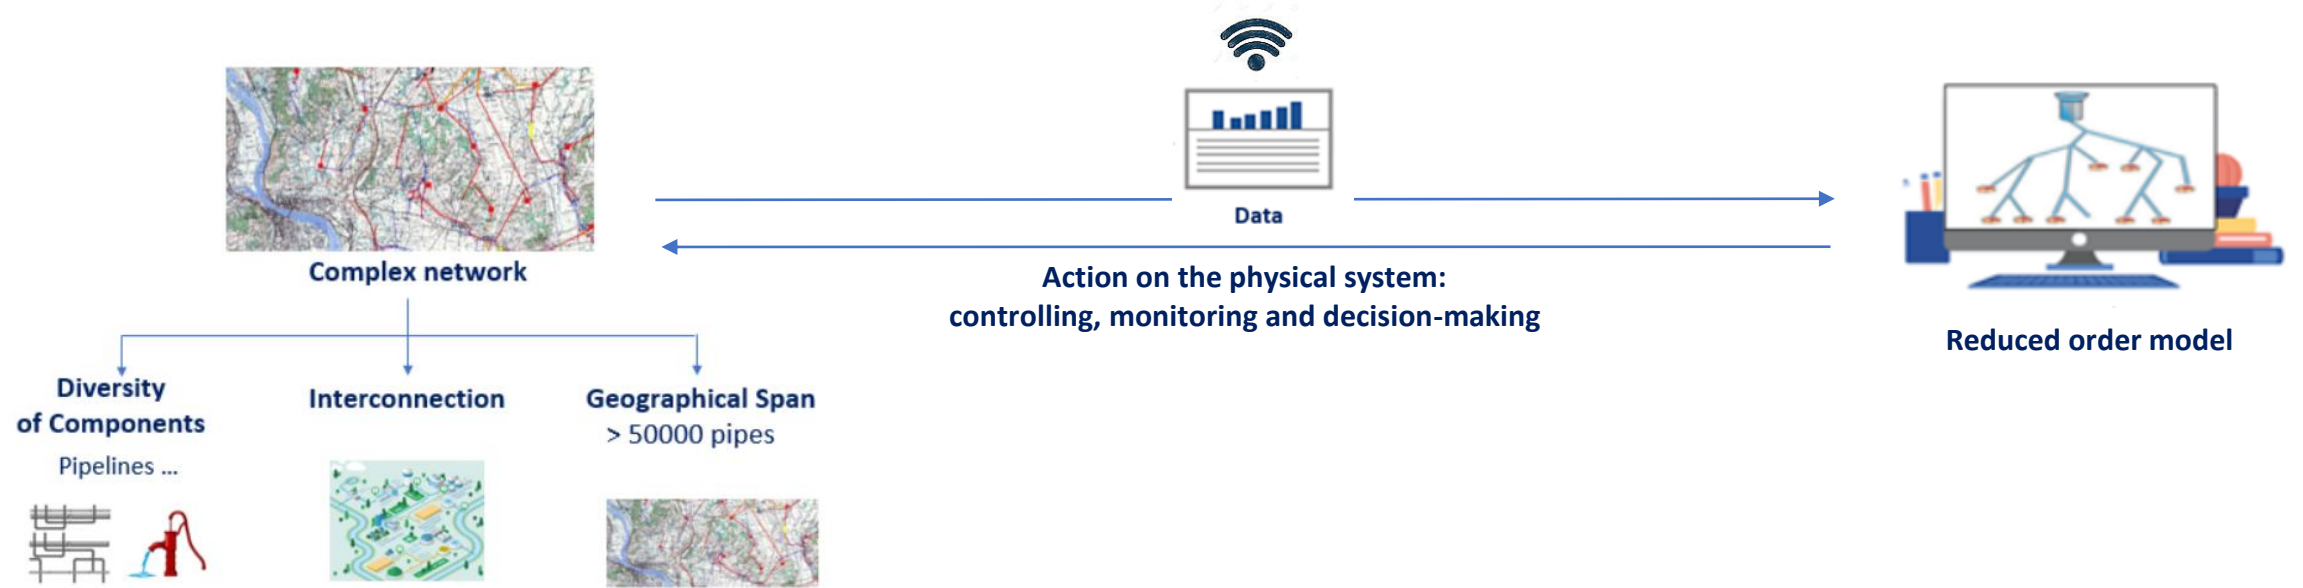 Data
Complex network
Action on the physical system:
controlling, monitoring and decision-making
Reduced order model
Diversity
of Components
Pipelines ...
Interconnection
Geographical Span
> 50000 pipes